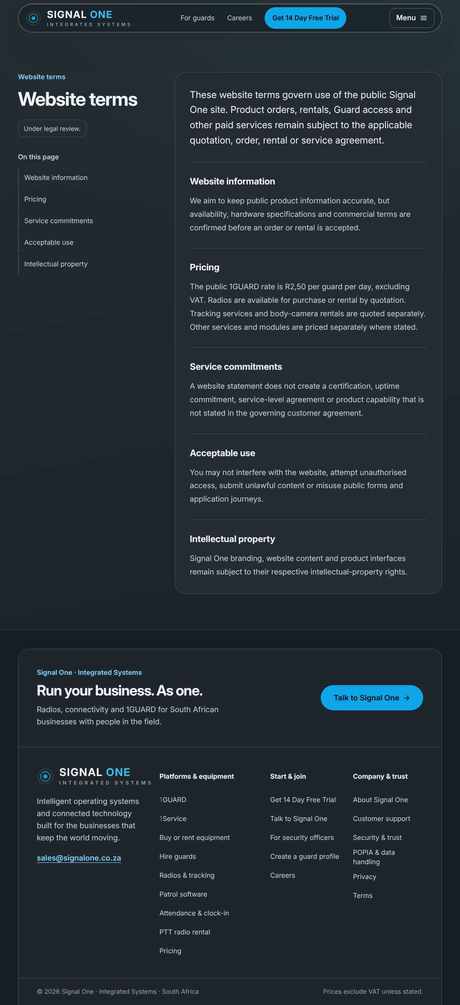 SIGNAL ONE
INTEGRATED SYSTEMS
For guards
Careers
Get 14 Day Free Trial
Menu
Website terms
Website terms
Under legal review.
On this page
Website information
Pricing
Service commitments
Acceptable use
Intellectual property
These website terms govern use of the public Signal
One site. Product orders, rentals, Guard access and
other paid services remain subject to the applicable
quotation, order, rental or service agreement.
Website information
We aim to keep public product information accurate, but
availability, hardware specifications and commercial terms are
confirmed before an order or rental is accepted.
Pricing
The public 1GUARD rate is R2,50 per guard per day, excluding
VAT. Radios are available for purchase or rental by quotation.
Tracking services and body-camera rentals are quoted separately.
Other services and modules are priced separately where stated.
Service commitments
A website statement does not create a certification, uptime
commitment, service-level agreement or product capability that is
not stated in the governing customer agreement.
Acceptable use
You may not interfere with the website, attempt unauthorised
access, submit unlawful content or misuse public forms and
application journeys.
Intellectual property
Signal One branding, website content and product interfaces
remain subject to their respective intellectual-property rights.
Signal One · Integrated Systems
Run your business. As one.
Radios, connectivity and 1GUARD for South African
businesses with people in the field.
Talk to Signal One →
SIGNAL ONE
INTEGRATED SYSTEMS
Intelligent operating systems
and connected technology
built for the businesses that
keep the world moving.
sales@signalone.co.za
Platforms & equipment
1GUARD
1Service
Buy or rent equipment
Hire guards
Radios & tracking
Patrol software
Attendance & clock-in
PTT radio rental
Pricing
Start & join
Get 14 Day Free Trial
Talk to Signal One
For security officers
Create a guard profile
Careers
Company & trust
About Signal One
Customer support
Security & trust
POPIA & data
handling
Privacy
Terms
© 2026 Signal One · Integrated Systems · South Africa
Prices exclude VAT unless stated.